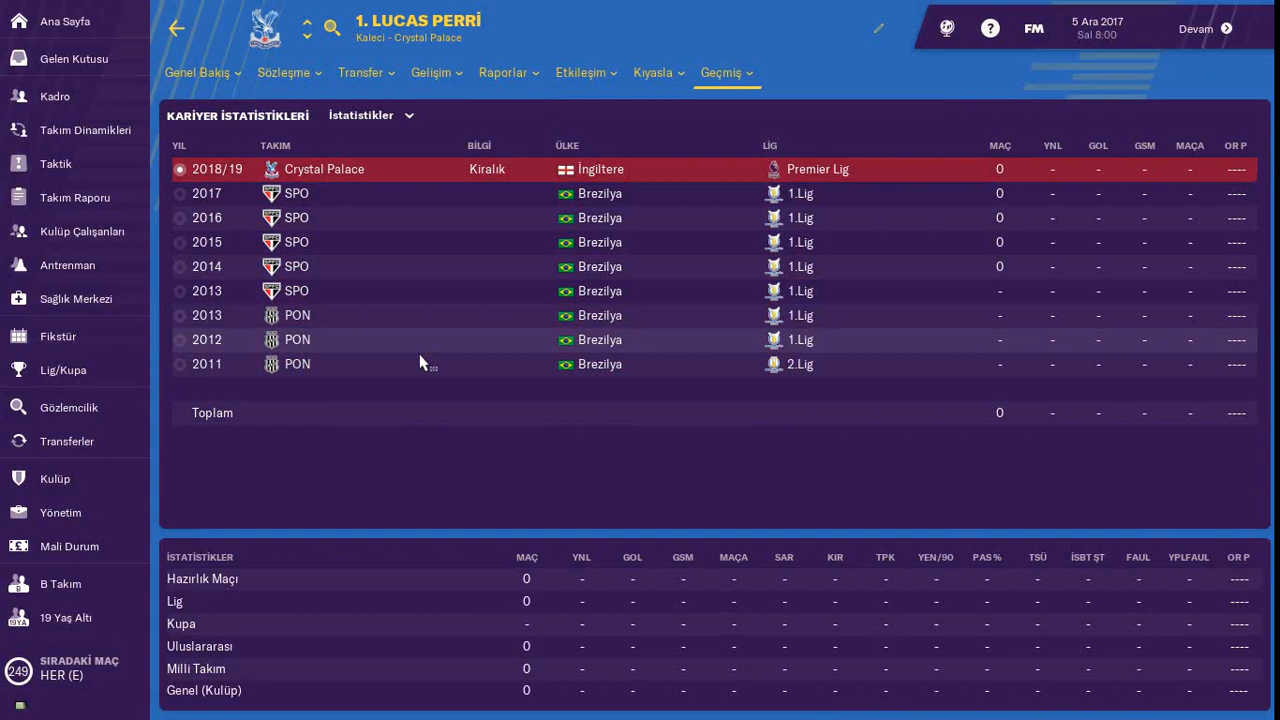 Ana Sayfa
Gelen Kutusu
Kadro
Takım Dinamikleri
Taktik
Takım Raporu
Kulüp Çalışanları
Antrenman
Sağlık Merkezi
Fikstür
Lig/Kupa
Gözlemcilik
Transferler
Kulüp
Yönetim
Mali Durum
B Takım
19 Yaş Altı
249 SIRADAKİ MAÇ
HER (E)
1. LUCAS PERRİ
Kaleci - Crystal Palace
? FM 5 Ara 2017 Devam
Sal 8:00
Genel Bakış Sözleşme Transfer Gelişim Raporlar Etkileşim Kıyasla Geçmiş
KARİYER İSTATİSTİKLERİ İstatistikler
YIL TAKIM BİLGİ ÜLKE LİG MAÇ YNL GOL GSM MAÇA OR P
2018/19 Crystal Palace Kiralık İngiltere Premier Lig 0 - - - - ----
2017 SPO Brezilya 1.Lig 0 - - - - ----
2016 SPO Brezilya 1.Lig 0 - - - - ----
2015 SPO Brezilya 1.Lig 0 - - - - ----
2014 SPO Brezilya 1.Lig 0 - - - - ----
2013 SPO Brezilya 1.Lig - - - - - ----
2013 PON Brezilya 1.Lig - - - - - ----
2012 PON Brezilya 1.Lig - - - - - ----
2011 PON Brezilya 2.Lig - - - - - ----
Toplam 0 - - - - ----
İSTATİSTİKLER MAÇ YNL GOL GSM MAÇA SAR KIR TPK YEN/90 PAS % TSÜ İSBT ŞT FAUL YPLFAUL OR P
Hazırlık Maçı 0 - - - - - - - - - - - - - ----
Lig 0 - - - - - - - - - - - - - ----
Kupa - - - - - - - - - - - - - - ----
Uluslararası 0 - - - - - - - - - - - - - ----
Milli Takım 0 - - - - - - - - - - - - - ----
Genel (Kulüp) 0 - - - - - - - - - - - - - ----